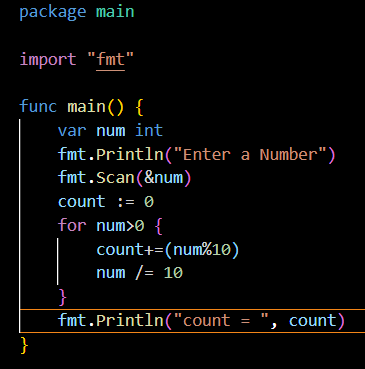 package main
import "fmt"
func main() {
var num int
fmt.Println("Enter a Number")
fmt.Scan(&num)
count := 0
for num>0 {
count+=(num%10)
num /= 10
}
fmt.Println("count = ", count)
}